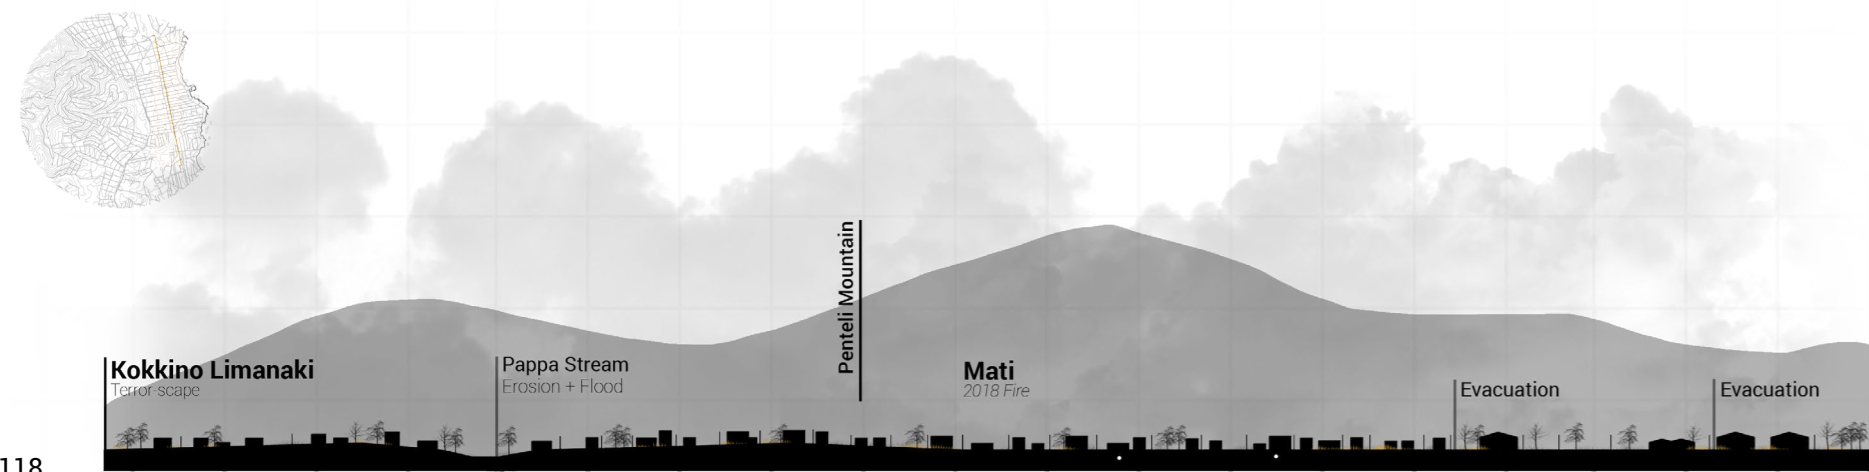 Kokkino Limanaki
Terror-scape
Pappa Stream
Erosion + Flood
Penteli Mountain
Mati
2018 Fire
Evacuation
Evacuation
118